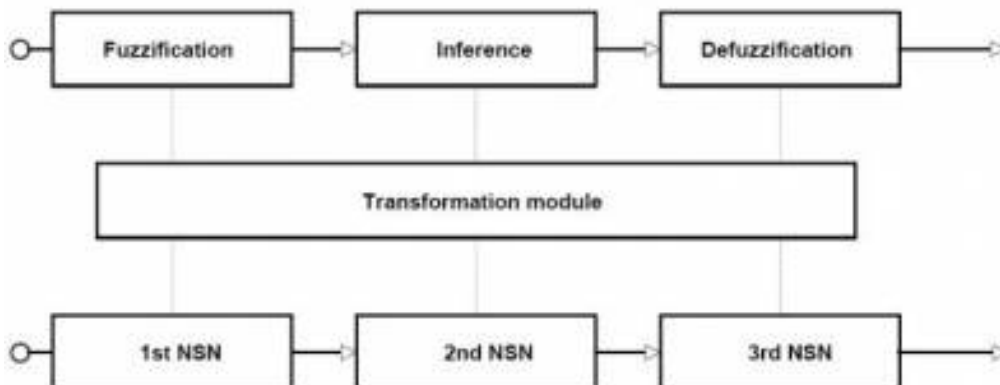 Fuzzification
Inference
Defuzzification
Transformation module
1st NSN
2nd NSN
3rd NSN